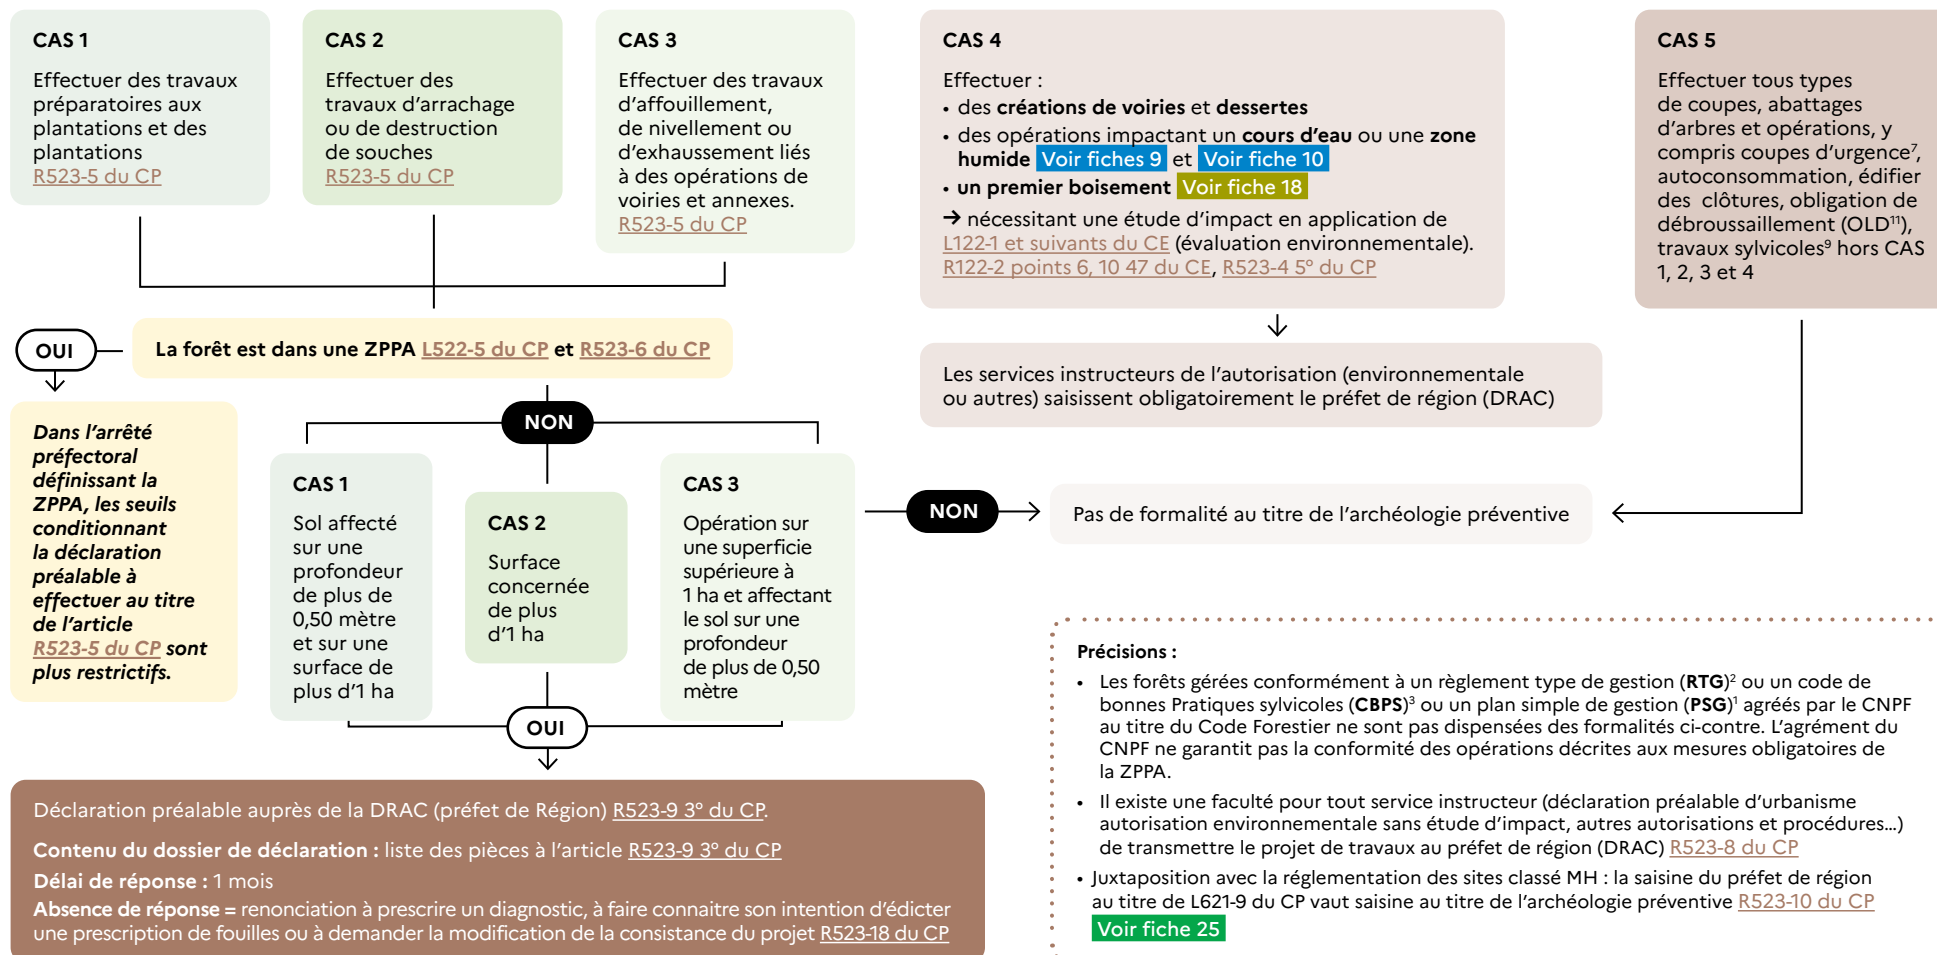 CAS 1
Effectuer des travaux
préparatoires aux
plantations et des
plantations
R523-5 du CP
CAS 2
Effectuer des
travaux d'arrachage
ou de destruction
de souches
R523-5 du CP
CAS 3
Effectuer des travaux
d'affouillement,
de nivellement ou
d'exhaussement liés
à des opérations de
voiries et annexes.
R523-5 du CP
CAS 4
Effectuer :
• des créations de voiries et dessertes
• des opérations impactant un cours d'eau ou une zone
humide Voir fiches 9 et Voir fiche 10
• un premier boisement Voir fiche 18
→ nécessitant une étude d'impact en application de
L122-1 et suivants du CE (évaluation environnementale).
R122-2 points 6, 10 47 du CE, R523-4 5° du CP
CAS 5
Effectuer tous types
de coupes, abattages
d'arbres et opérations, y
compris coupes d'urgence⁷,
autoconsommation, édifier
des clôtures, obligation de
débroussaillement (OLD¹¹),
travaux sylvicoles⁹ hors CAS
1, 2, 3 et 4
OUI
La forêt est dans une ZPPA L522-5 du CP et R523-6 du CP
Les services instructeurs de l'autorisation (environnementale
ou autres) saisissent obligatoirement le préfet de région (DRAC)
Dans l'arrêté
préfectoral
définissant la
ZPPA, les seuils
conditionnant
la déclaration
préalable à
effectuer au titre
de l'article
R523-5 du CP sont
plus restrictifs.
NON
CAS 1
Sol affecté
sur une
profondeur
de plus de
0,50 mètre
et sur une
surface de
plus d'1 ha
CAS 2
Surface
concernée
de plus
d'1 ha
CAS 3
Opération sur
une superficie
supérieure à
1 ha et affectant
le sol sur une
profondeur
de plus de 0,50
mètre
NON
Pas de formalité au titre de l'archéologie préventive
OUI
Déclaration préalable auprès de la DRAC (préfet de Région) R523-9 3° du CP.
Contenu du dossier de déclaration : liste des pièces à l'article R523-9 3° du CP
Délai de réponse : 1 mois
Absence de réponse = renonciation à prescrire un diagnostic, à faire connaitre son intention d'édicter
une prescription de fouilles ou à demander la modification de la consistance du projet R523-18 du CP
Précisions :
• Les forêts gérées conformément à un règlement type de gestion (RTG)² ou un code de
bonnes Pratiques sylvicoles (CBPS)³ ou un plan simple de gestion (PSG)¹ agréés par le CNPF
au titre du Code Forestier ne sont pas dispensées des formalités ci-contre. L'agrément du
CNPF ne garantit pas la conformité des opérations décrites aux mesures obligatoires de
la ZPPA.
• Il existe une faculté pour tout service instructeur (déclaration préalable d'urbanisme
autorisation environnementale sans étude d'impact, autres autorisations et procédures...)
de transmettre le projet de travaux au préfet de région (DRAC) R523-8 du CP
• Juxtaposition avec la réglementation des sites classé MH : la saisine du préfet de région
au titre de L621-9 du CP vaut saisine au titre de l'archéologie préventive R523-10 du CP
Voir fiche 25